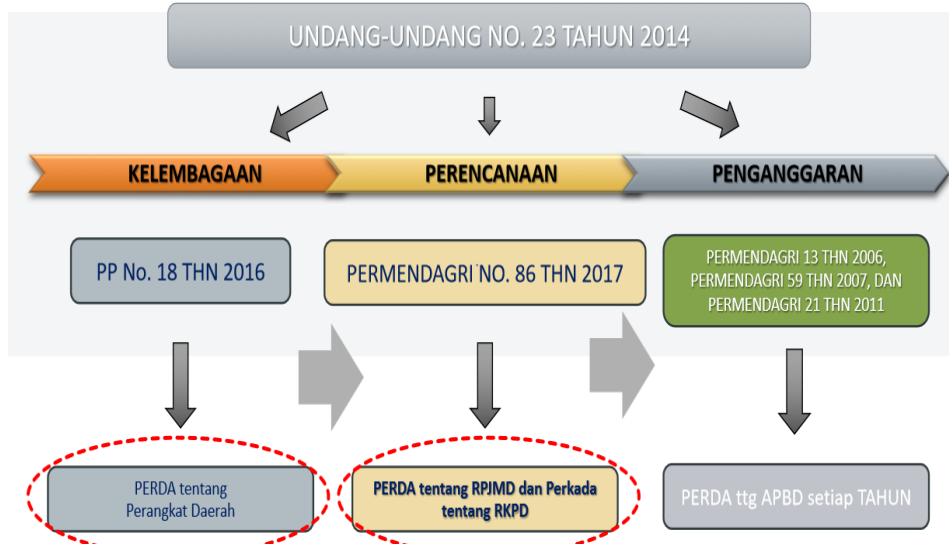 UNDANG-UNDANG NO. 23 TAHUN 2014
KELEMBAGAAN
PERENCANAAN
PENGANGGARAN
PP No. 18 THN 2016
PERMENDAGRI NO. 86 THN 2017
PERMENDAGRI 13 THN 2006,
PERMENDAGRI 59 THN 2007, DAN
PERMENDAGRI 21 THN 2011
PERDA tentang
Perangkat Daerah
PERDA tentang RPJMD dan Perkada
tentang RKPD
PERDA ttg APBD setiap TAHUN